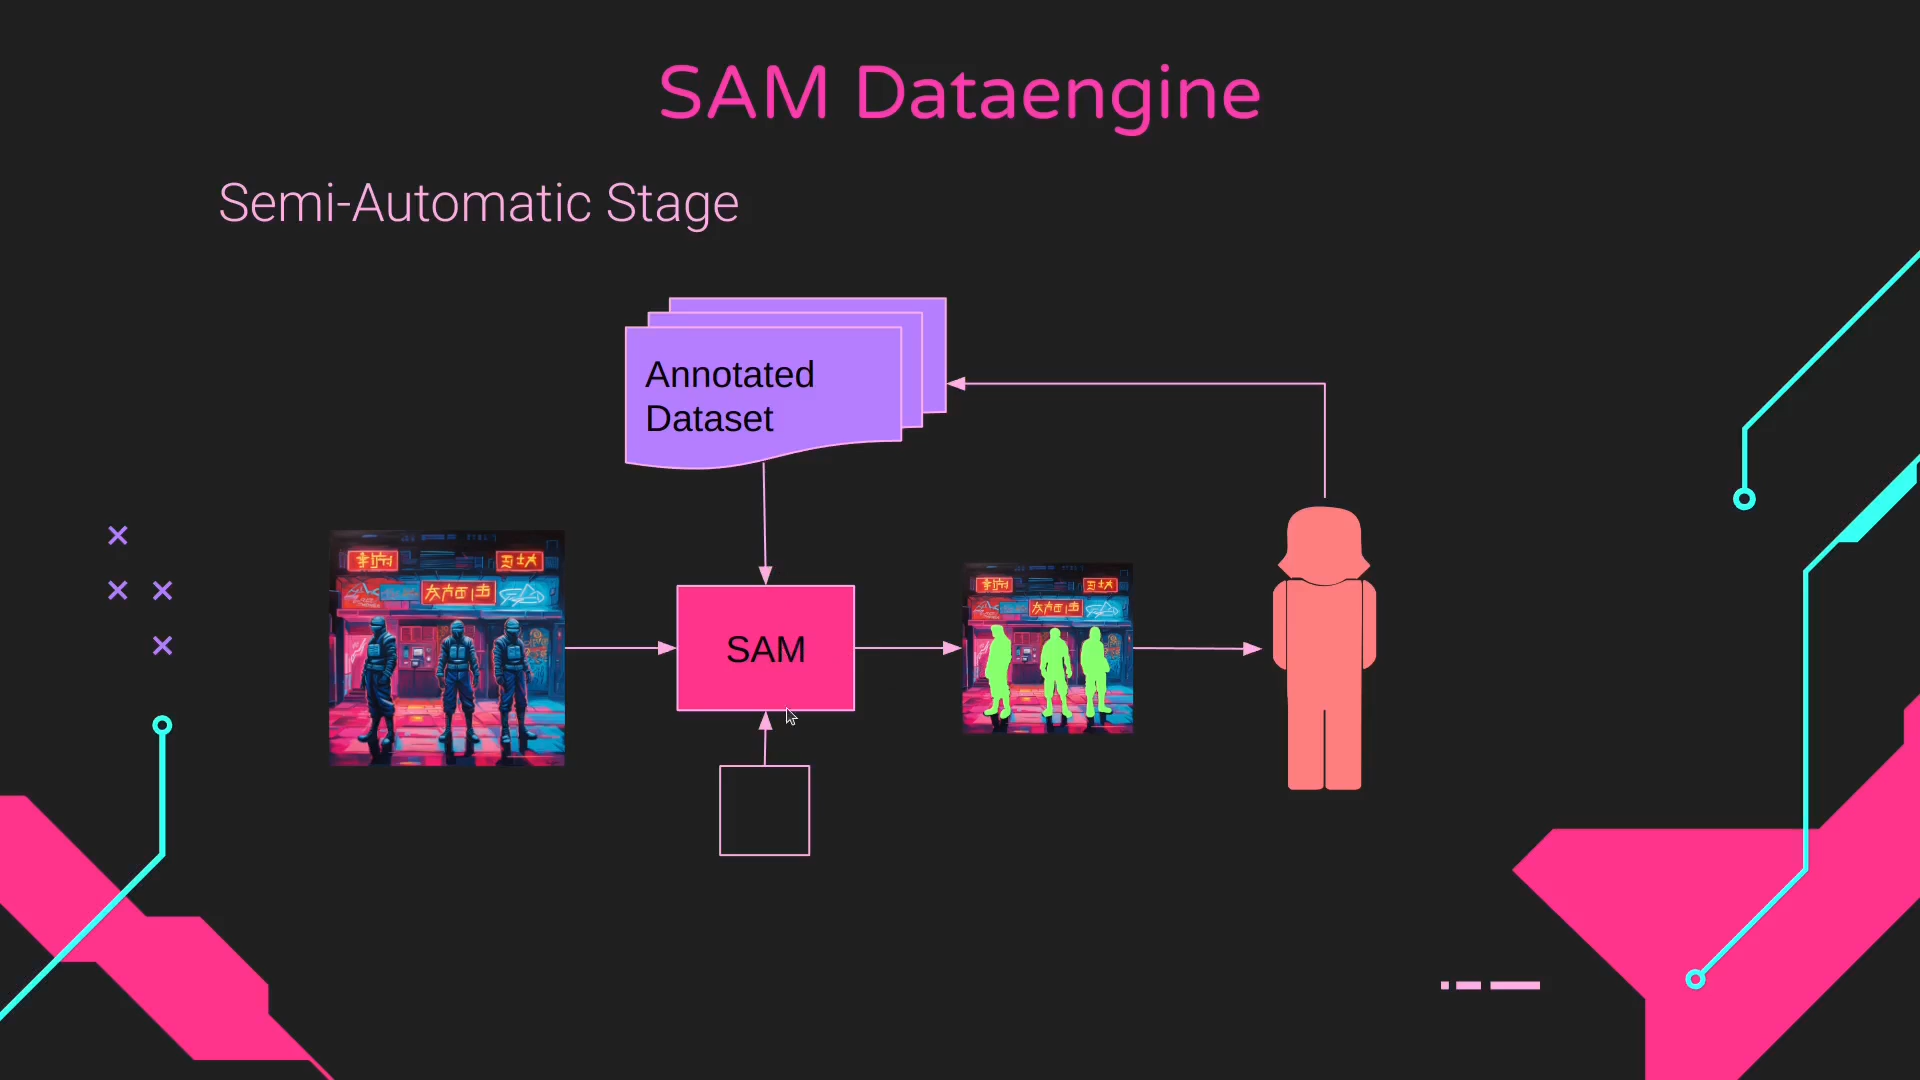 SAM Dataengine
Semi-Automatic Stage
Annotated
Dataset
SAM